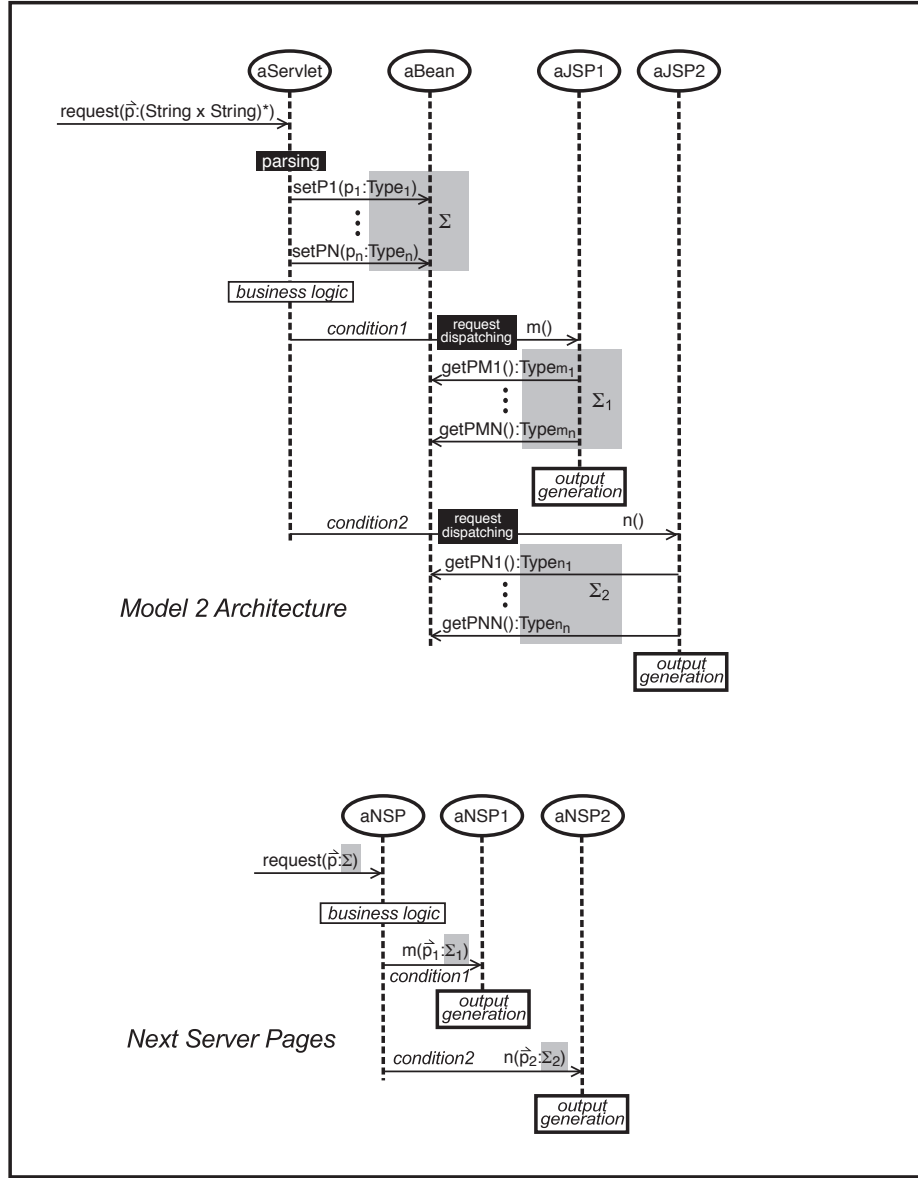 aServlet aBean aJSP1 aJSP2
request(p⃗:(String x String)*)
parsing
setP1(p₁:Type₁)
Σ
setPN(pₙ:Typeₙ)
business logic
condition1 request dispatching m()
getPM1():Typem₁
Σ₁
getPMN():Typemₙ
output
generation
condition2 request dispatching n()
getPN1():Typen₁
Σ₂
Model 2 Architecture
getPNN():Typenₙ
output
generation
aNSP aNSP1 aNSP2
request(p⃗:Σ)
business logic
m(p⃗₁:Σ₁)
condition1
output
generation
Next Server Pages
condition2 n(p⃗₂:Σ₂)
output
generation